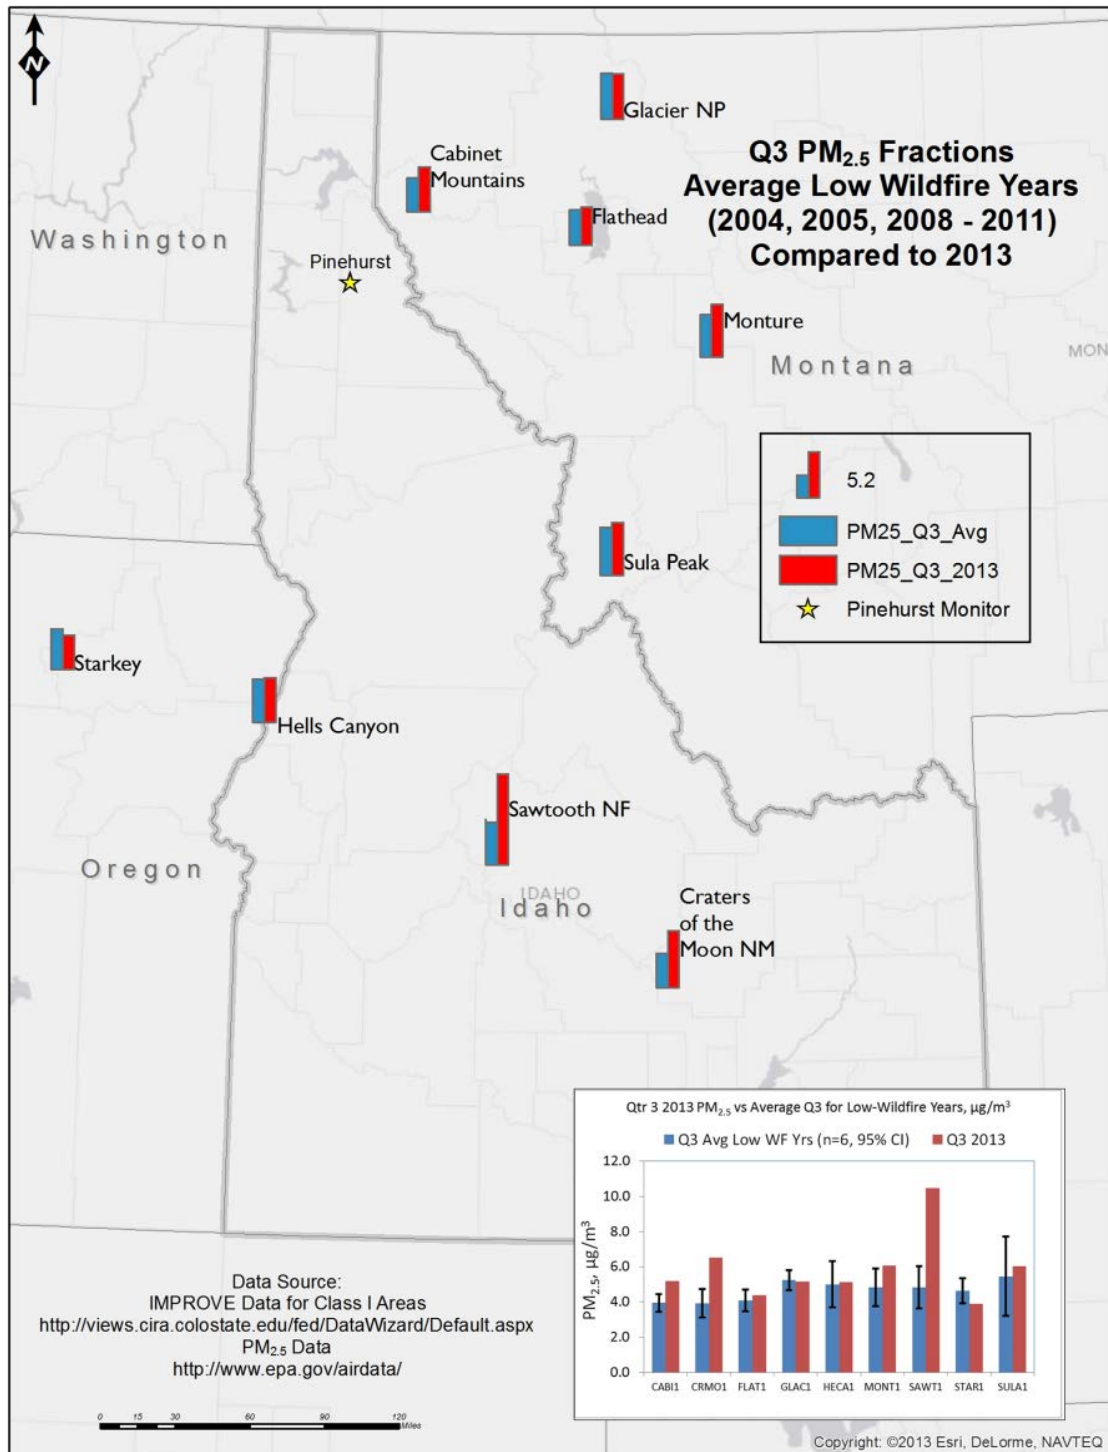 N
Glacier NP
Cabinet
Mountains
Q3 PM₂.₅ Fractions
Average Low Wildfire Years
(2004, 2005, 2008 - 2011)
Compared to 2013
Flathead
Washington
Pinehurst
Monture
Montana
MON
5.2
PM25_Q3_Avg
PM25_Q3_2013
Pinehurst Monitor
Sula Peak
Starkey
Hells Canyon
Sawtooth NF
Oregon
IDAHO
Idaho
Craters
of the
Moon NM
Qtr 3 2013 PM₂.₅ vs Average Q3 for Low-Wildfire Years, µg/m³
Q3 Avg Low WF Yrs (n=6, 95% CI) Q3 2013
12.0
10.0
8.0
6.0
4.0
2.0
0.0
PM₂.₅, µg/m³
CABI1 CRMO1 FLAT1 GLAC1 HECA1 MONT1 SAWT1 STAR1 SULA1
Data Source:
IMPROVE Data for Class I Areas
http://views.cira.colostate.edu/fed/DataWizard/Default.aspx
PM₂.₅ Data
http://www.epa.gov/airdata/
0 15 30 60 90 120
Miles
Copyright: ©2013 Esri, DeLorme, NAVTEQ